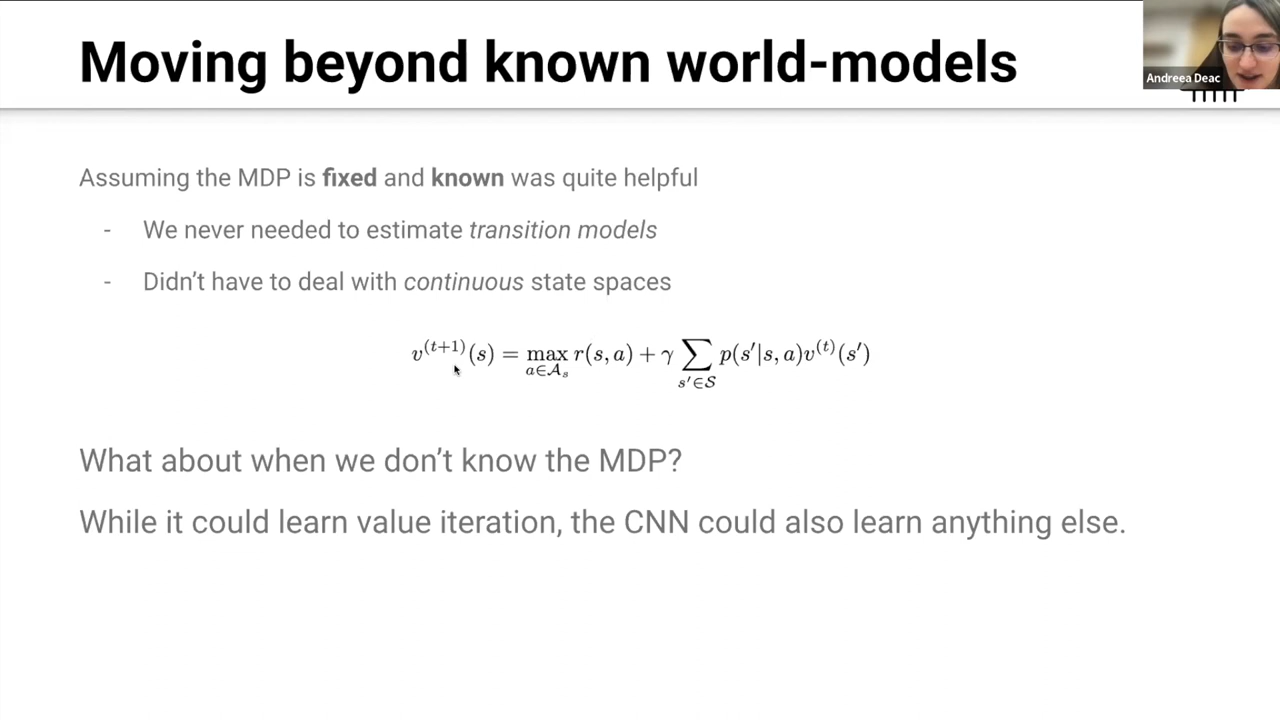 Moving beyond known world-models
Andreea Deac
Assuming the MDP is fixed and known was quite helpful
- We never needed to estimate transition models
- Didn’t have to deal with continuous state spaces
v^{(t+1)}(s) = max_{a∈𝒜_s} r(s, a) + γ ∑_{s′∈𝒮} p(s′|s, a)v^{(t)}(s′)
What about when we don’t know the MDP?
While it could learn value iteration, the CNN could also learn anything else.